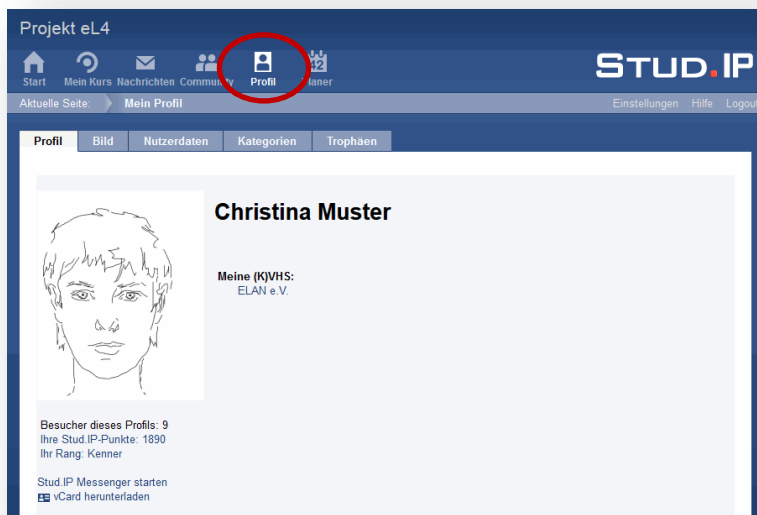 Projekt eL4
Start Mein Kurs Nachrichten Community Profil Planer
42
STUD.IP
Aktuelle Seite: Mein Profil
Einstellungen Hilfe Logout
Profil Bild Nutzerdaten Kategorien Trophäen
Christina Muster
Meine (K)VHS:
ELAN e.V.
Besucher dieses Profils: 9
Ihre Stud.IP-Punkte: 1890
Ihr Rang: Kenner
Stud.IP Messenger starten
vCard herunterladen